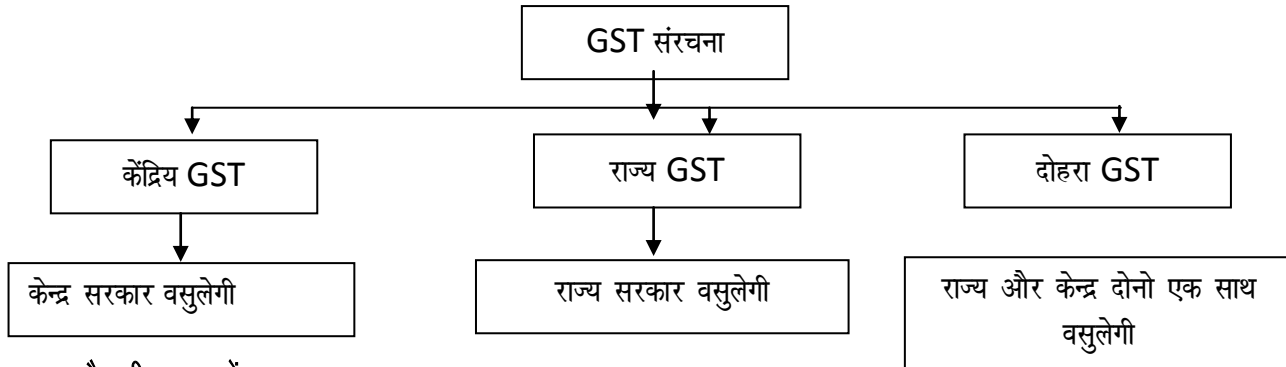 GST संरचना
केंद्रिय GST
राज्य GST
दोहरा GST
केन्द्र सरकार वसुलेगी
राज्य सरकार वसुलेगी
राज्य और केन्द्र दोनो एक साथ
वसुलेगी